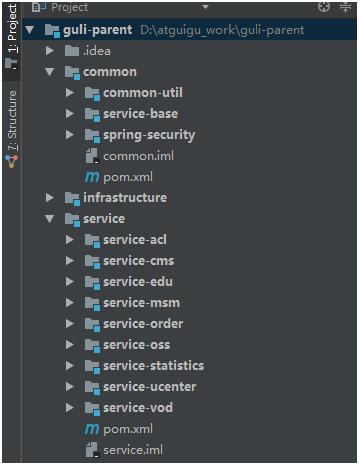 1: Project
7: Structure
Project
guli-parent D:\atguigu_work\guli-parent
.idea
common
common-util
service-base
spring-security
common.iml
pom.xml
infrastructure
service
service-acl
service-cms
service-edu
service-msm
service-order
service-oss
service-statistics
service-ucenter
service-vod
pom.xml
service.iml